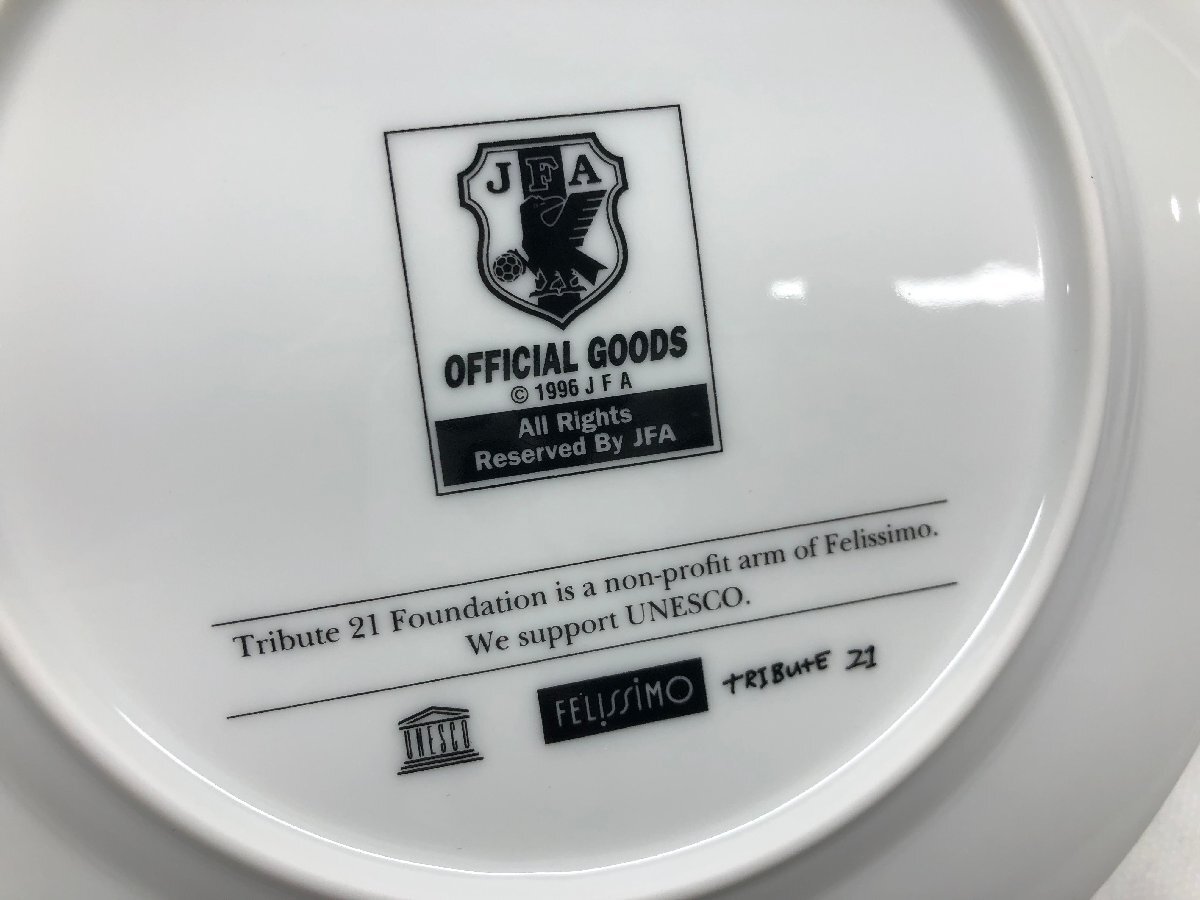 JFA
OFFICIAL GOODS
© 1996 J F A
All Rights
Reserved By JFA
Tribute 21 Foundation is a non-profit arm of Felissimo.
We support UNESCO.
UNESCO
FELiSSiMO
TRIBUtE 21